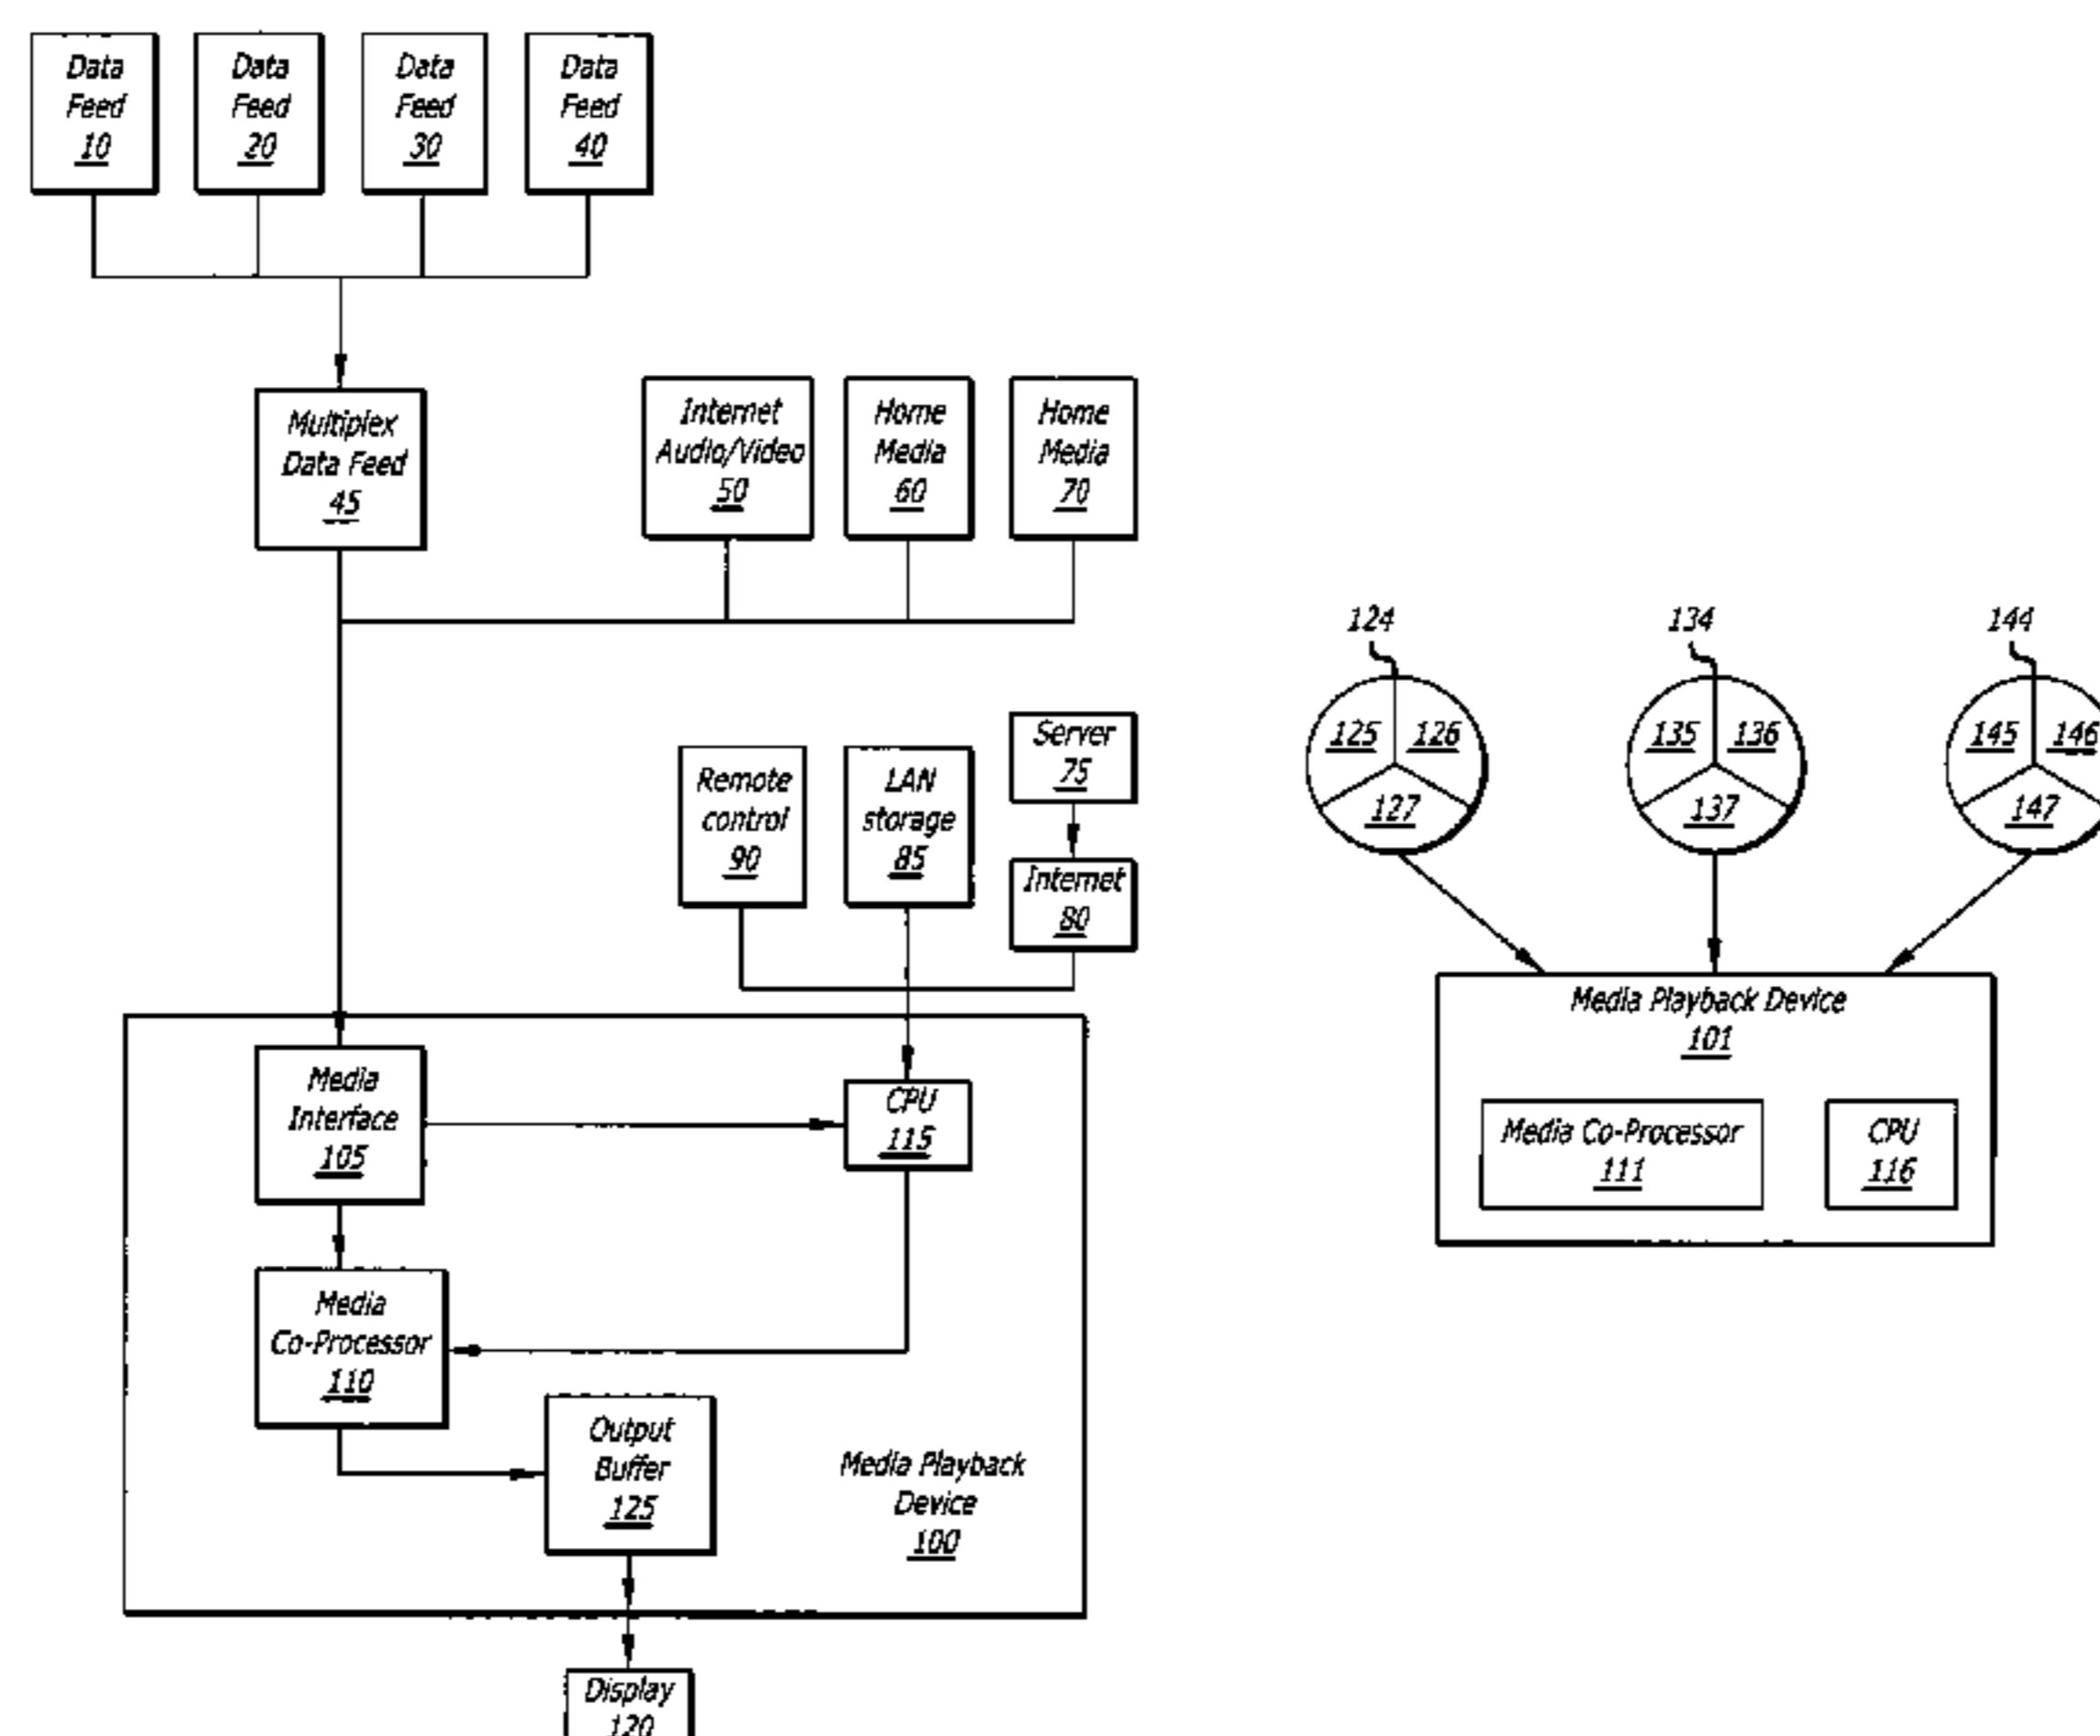 Data
Feed
10
Data
Feed
20
Data
Feed
30
Data
Feed
40
Multiplex
Data Feed
45
Internet
Audio/Video
50
Home
Media
60
Home
Media
70
Remote
control
90
LAN
storage
85
Server
75
Internet
80
Media
Interface
105
CPU
115
Media
Co-Processor
110
Output
Buffer
125
Media Playback
Device
100
Display
120
124
125 126
127
134
135 136
137
144
145 146
147
Media Playback Device
101
Media Co-Processor
111
CPU
116